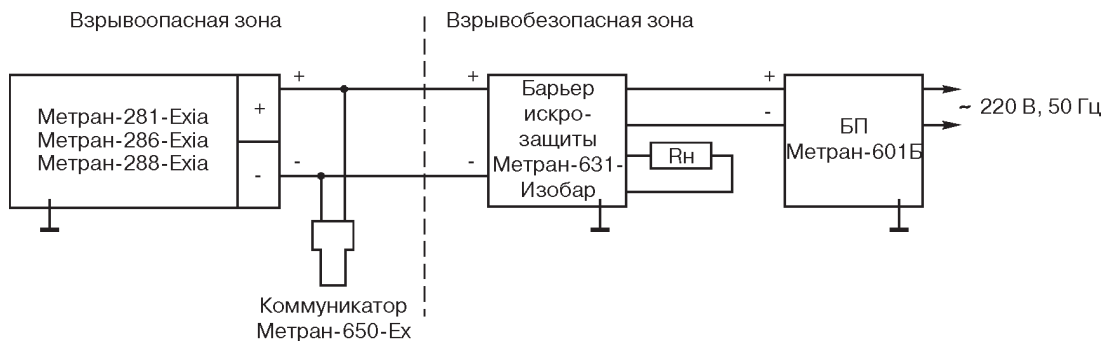 Взрывоопасная зона
Взрывобезопасная зона
Метран-281-Exia
Метран-286-Exia
Метран-288-Exia
+
-
+
-
+
-
Барьер
искро-
защиты
Метран-631-
Изобар
Rн
+
-
БП
Метран-601Б
~ 220 В, 50 Гц
Коммуникатор
Метран-650-Ex